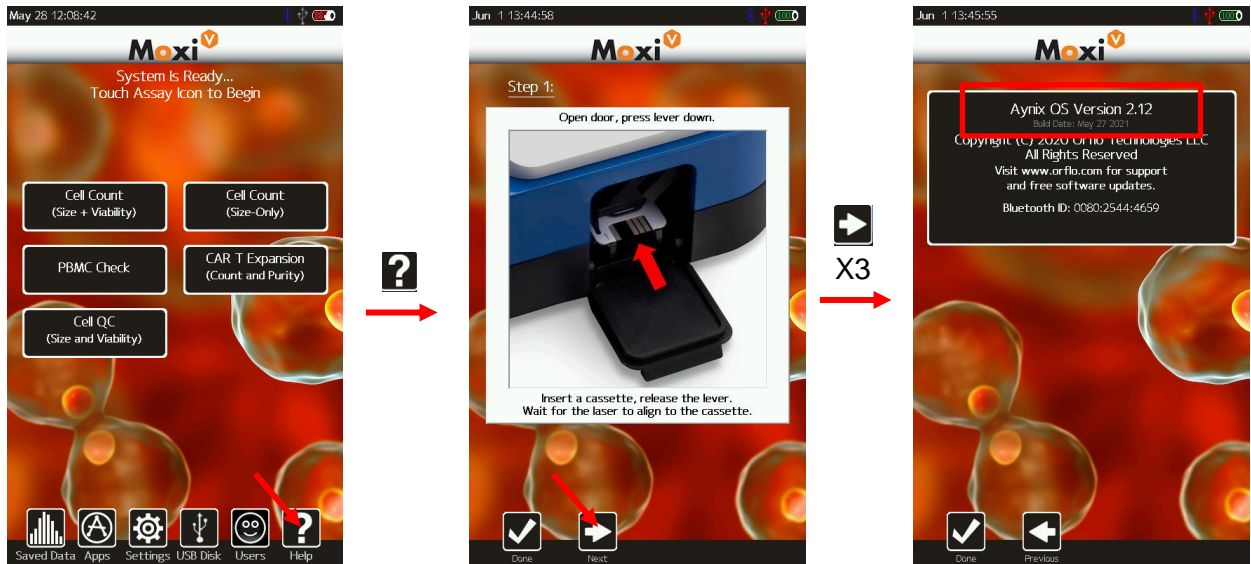 May 28 12:08:42
Moxi V
System Is Ready...
Touch Assay Icon to Begin
Cell Count
(Size + Viability)
Cell Count
(Size-Only)
PBMC Check
CAR T Expansion
(Count and Purity)
Cell QC
(Size and Viability)
Saved Data Apps Settings USB Disk Users Help
?
Jun 1 13:44:58
100
Moxi V
Step 1:
Open door, press lever down.
Insert a cassette, release the lever.
Wait for the laser to align to the cassette.
Done Next
X3
Jun 1 13:45:55
100
Moxi V
Aynix OS Version 2.12
Build Date: May 27 2021
Copyright (C) 2020 Orflo Technologies LLC
All Rights Reserved
Visit www.orflo.com for support
and free software updates.
Bluetooth ID: 0080:2544:4659
Done Previous